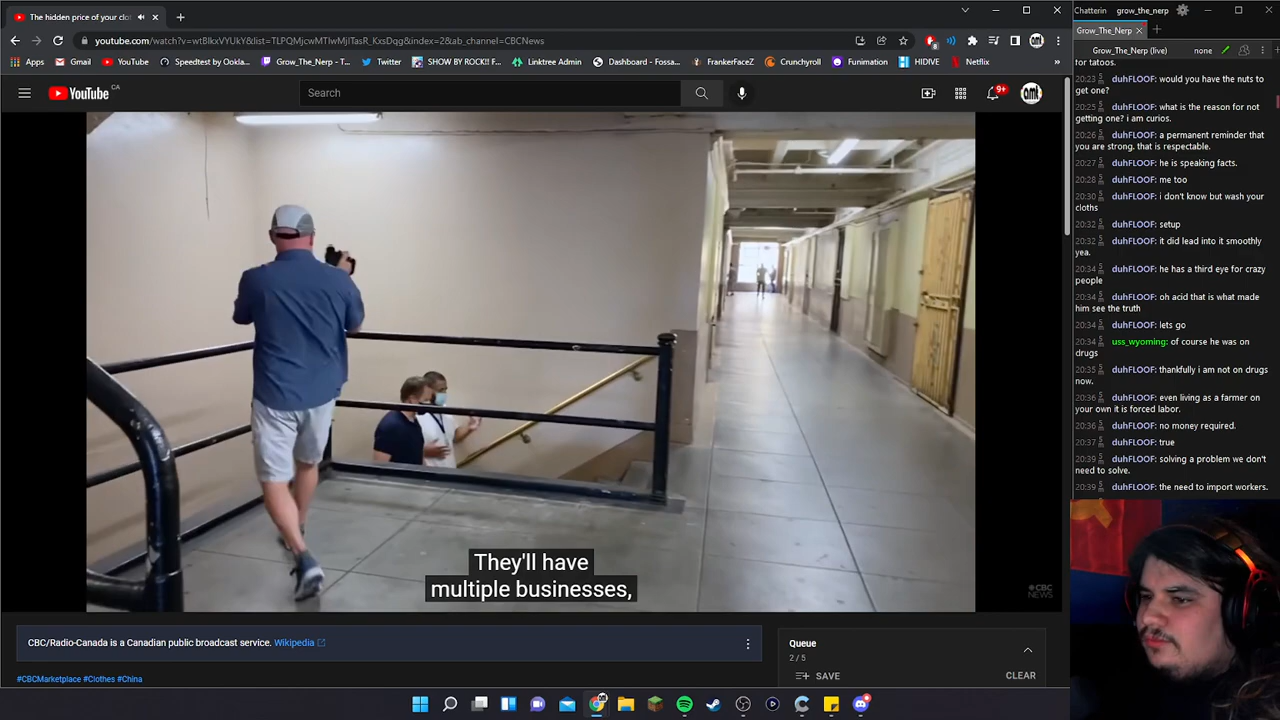 The hidden price of your clo
Chatterin
grow_the_nerp
Grow_The_Nerp
youtube.com/watch?v=wtBlkxVYUkY&list=TLPQMjcwMTIwMjITasR_KxsDqg&index=2&ab_channel=CBCNews
Grow_The_Nerp (live)
none
Apps
Gmail
YouTube
Speedtest by Ookla...
Grow_The_Nerp - T...
Twitter
SHOW BY ROCK!! F...
Linktree Admin
Dashboard - Fossa...
FrankerFaceZ
Crunchyroll
Funimation
HIDIVE
Netflix
YouTube CA
Search
9+
for tatoos.
20:23 duhFLOOF: would you have the nuts to
get one?
20:25 duhFLOOF: what is the reason for not
getting one? i am curios.
20:26 duhFLOOF: a permanent reminder that
you are strong. that is respectable.
20:27 duhFLOOF: he is speaking facts.
20:28 duhFLOOF: me too
20:30 duhFLOOF: i don't know but wash your
cloths
20:32 duhFLOOF: setup
20:32 duhFLOOF: it did lead into it smoothly
yea.
20:34 duhFLOOF: he has a third eye for crazy
people
20:34 duhFLOOF: oh acid that is what made
him see the truth
20:34 duhFLOOF: lets go
20:34 uss_wyoming: of course he was on
drugs
20:35 duhFLOOF: thankfully i am not on drugs
now.
20:36 duhFLOOF: even living as a farmer on
your own it is forced labor.
20:36 duhFLOOF: no money required.
20:37 duhFLOOF: true
20:39 duhFLOOF: solving a problem we don't
need to solve.
20:39 duhFLOOF: the need to import workers.
They'll have
multiple businesses,
CBC
NEWS
CBC/Radio-Canada is a Canadian public broadcast service. Wikipedia
Queue
2 / 5
SAVE
CLEAR
#CBCMarketplace #Clothes #China